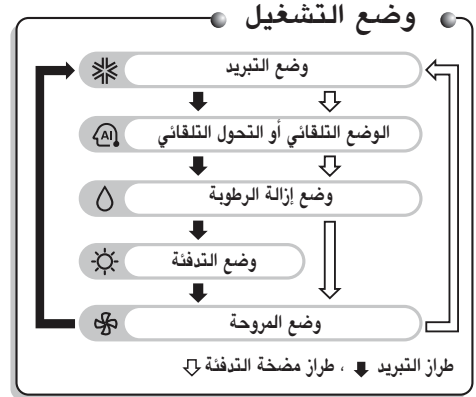 وضع التشغيل
وضع التبريد
الوضع التلقائي أو التحول التلقائي
AI
وضع إزالة الرطوبة
وضع التدفئة
وضع المروحة
طراز التبريد ⬇ ، طراز مضخة التدفئة ⇩